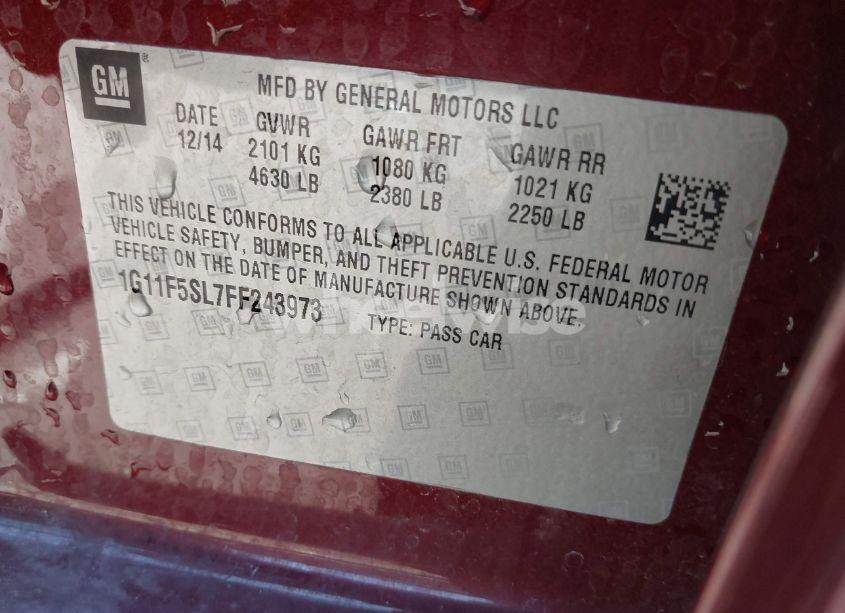 GM
MFD BY GENERAL MOTORS LLC
DATE GVWR GAWR FRT GAWR RR
12/14 2101 KG 1080 KG 1021 KG
4630 LB 2380 LB 2250 LB
THIS VEHICLE CONFORMS TO ALL APPLICABLE U.S. FEDERAL MOTOR
VEHICLE SAFETY, BUMPER, AND THEFT PREVENTION STANDARDS IN
EFFECT ON THE DATE OF MANUFACTURE SHOWN ABOVE.
1G11F5SL7FF243973 TYPE: PASS CAR